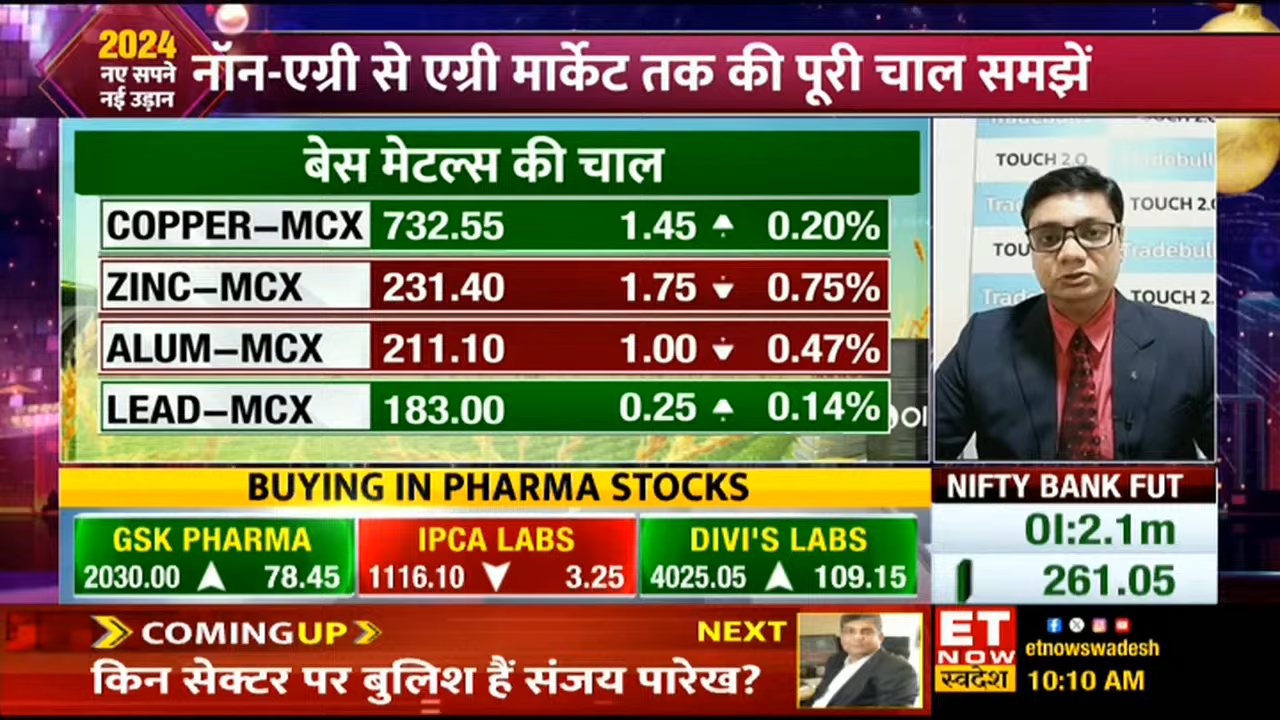 2024
नए सपने
नई उड़ान
नॉन-एग्री से एग्री मार्केट तक की पूरी चाल समझें
बेस मेटल्स की चाल
COPPER–MCX 732.55 1.45 0.20%
ZINC–MCX 231.40 1.75 0.75%
ALUM–MCX 211.10 1.00 0.47%
LEAD–MCX 183.00 0.25 0.14%
TOUCH 2.0 Tradebull
TOUCH 2.
Tradebull
TOUCH 2.
BUYING IN PHARMA STOCKS
GSK PHARMA
2030.00 78.45
IPCA LABS
1116.10 3.25
DIVI'S LABS
4025.05 109.15
NIFTY BANK FUT
OI:2.1m
261.05
COMING UP
NEXT
किन सेक्टर पर बुलिश हैं संजय पारेख?
ET
NOW
स्वदेश
etnowswadesh
10:10 AM